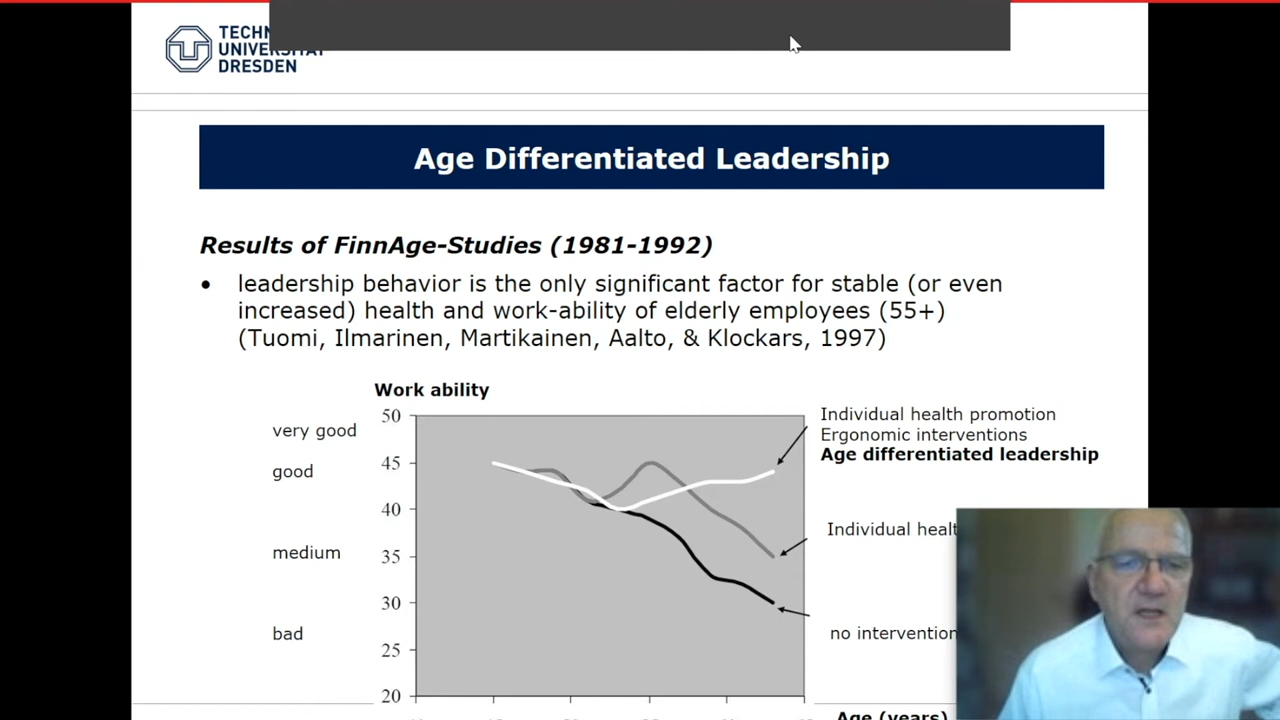 TECHN
UNIVERSITÄT
DRESDEN
Age Differentiated Leadership
Results of FinnAge-Studies (1981-1992)
• leadership behavior is the only significant factor for stable (or even
increased) health and work-ability of elderly employees (55+)
(Tuomi, Ilmarinen, Martikainen, Aalto, & Klockars, 1997)
Work ability
very good
good
medium
bad
50
45
40
35
30
25
20
Individual health promotion
Ergonomic interventions
Age differentiated leadership
Individual healt
no intervention
Age (years)